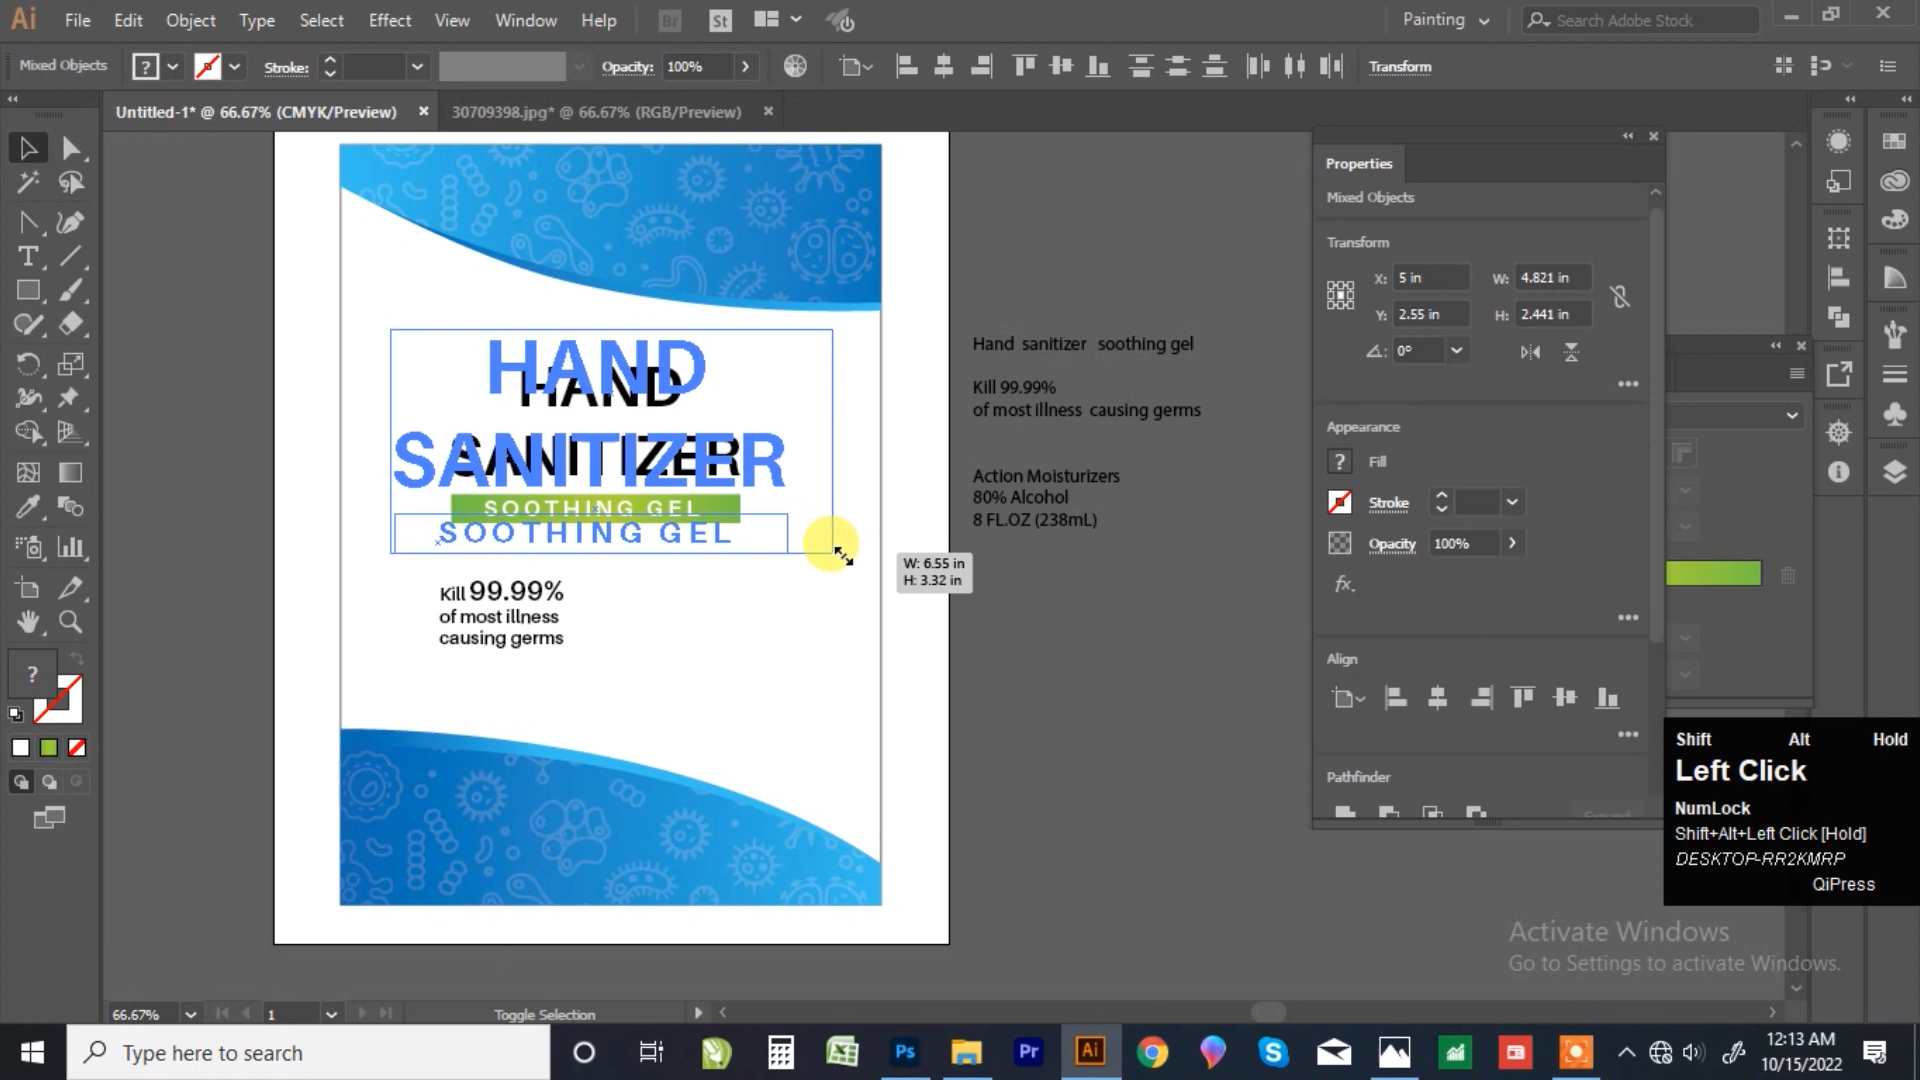 Ai File Edit Object Type Select Effect View Window Help Br St Painting Search Adobe Stock
Mixed Objects ? Stroke: Opacity: 100% Transform
Untitled-1* @ 66.67% (CMYK/Preview) × 30709398.jpg* @ 66.67% (RGB/Preview) ×
Properties
Mixed Objects
Transform
X: 5 in W: 4.821 in
Y: 2.55 in H: 2.441 in
0°
Appearance
? Fill
Stroke
Opacity 100%
fx.
Align
Pathfinder
HAND
HAND
SANITIZER
SANITIZER
SOOTHING GEL
SOOTHING GEL
Kill 99.99%
of most illness
causing germs
W: 6.55 in
H: 3.32 in
Hand sanitizer soothing gel
Kill 99.99%
of most illness causing germs
Action Moisturizers
80% Alcohol
8 FL.OZ (238mL)
?
Shift Alt Hold
Left Click
NumLock
Shift+Alt+Left Click [Hold]
DESKTOP-RR2KMRP
QiPress
Activate Windows
Go to Settings to activate Windows.
66.67% 1 Toggle Selection
Type here to search
Ps Pr Ai
12:13 AM
10/15/2022